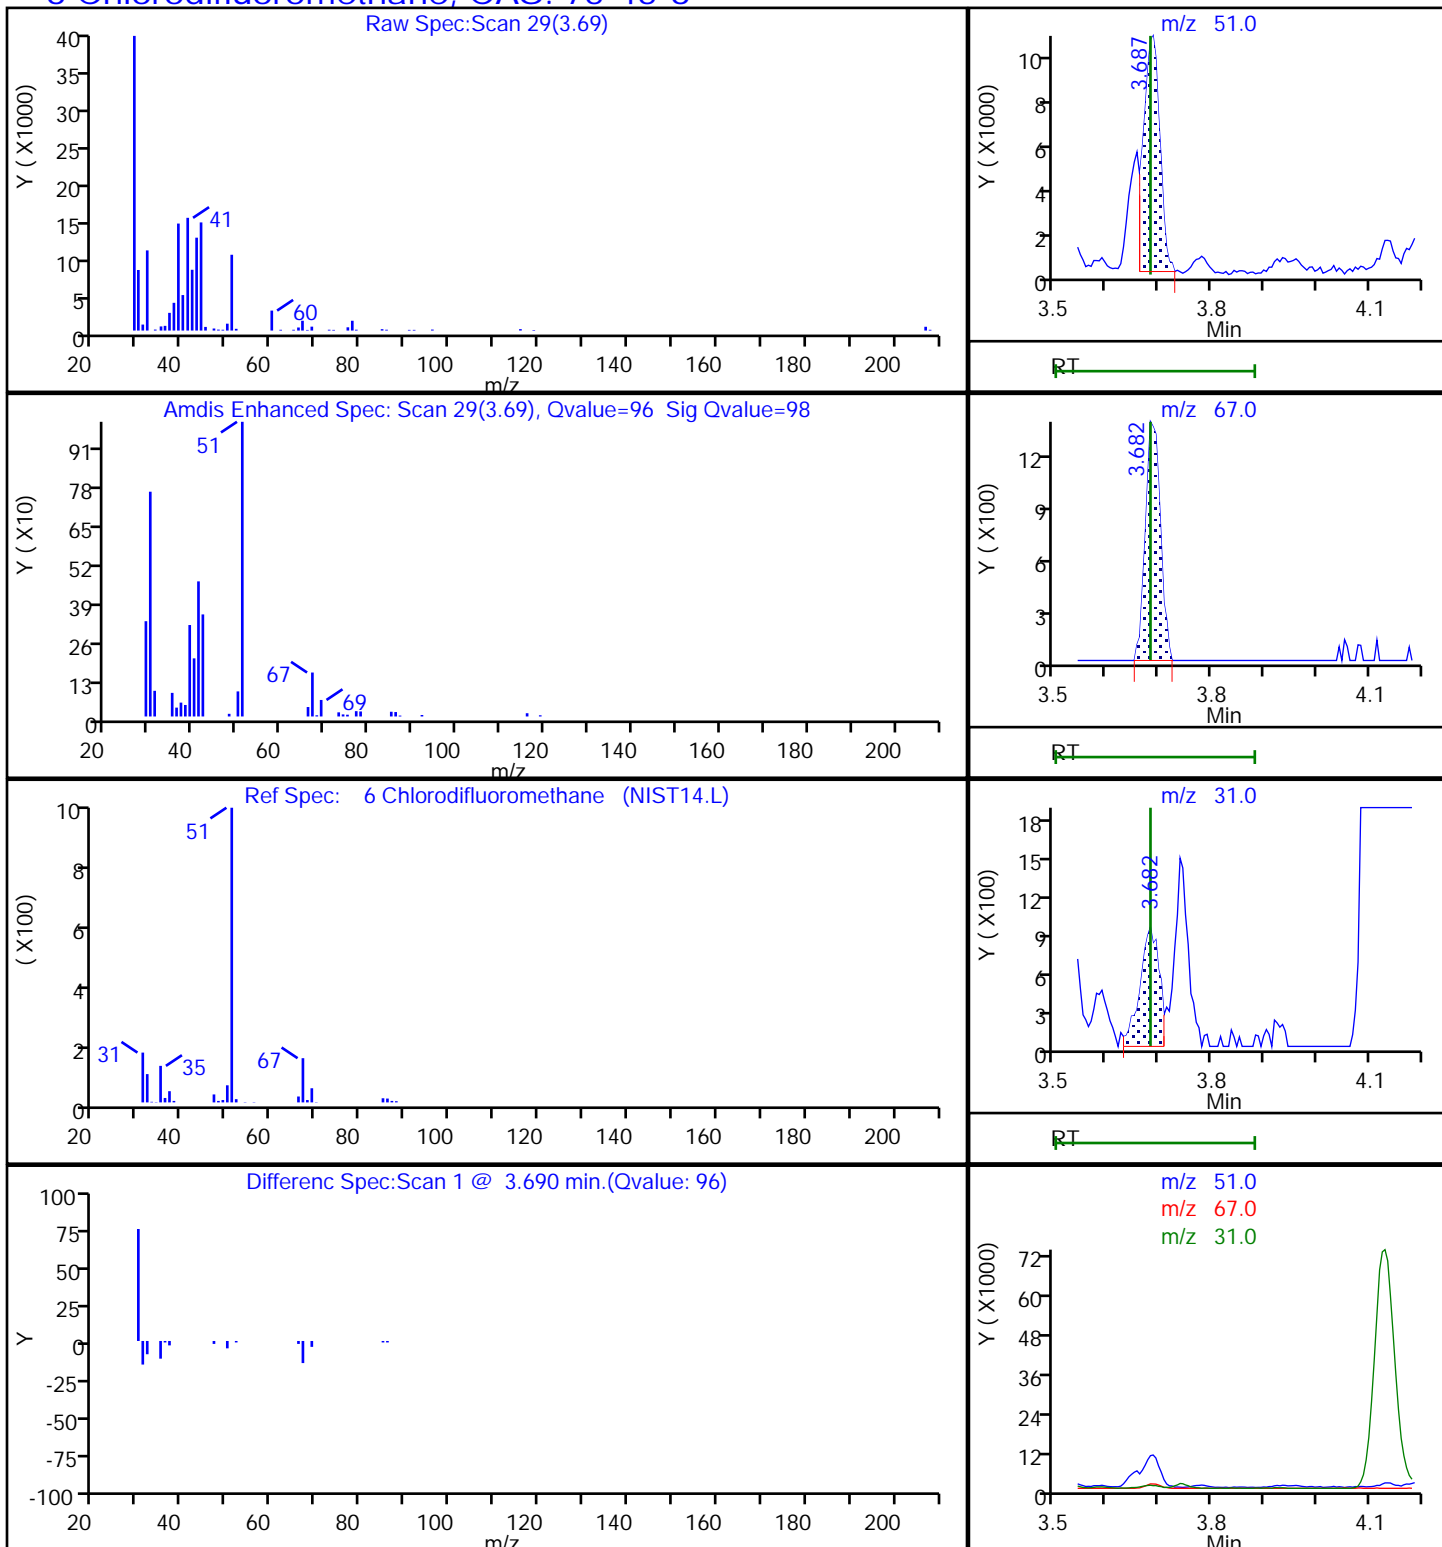 6 Chlorodifluoromethane, CAS: 75-45-6
Raw Spec:Scan 29(3.69)
40
35
30
25
20
15
10
5
0
Y ( X1000)
41
60
20 40 60 80 100 120 140 160 180 200
m/z
m/z 51.0
10
8
6
4
2
0
Y ( X1000)
3.687
3.5 3.8 4.1
Min
RT
Amdis Enhanced Spec: Scan 29(3.69), Qvalue=96 Sig Qvalue=98
91
78
65
52
39
26
13
0
Y ( X10)
51
67
69
20 40 60 80 100 120 140 160 180 200
m/z
m/z 67.0
12
9
6
3
0
Y ( X100)
3.682
3.5 3.8 4.1
Min
RT
Ref Spec: 6 Chlorodifluoromethane (NIST14.L)
10
8
6
4
2
0
( X100)
51
31
35
67
20 40 60 80 100 120 140 160 180 200
m/z 31.0
18
15
12
9
6
3
0
Y ( X100)
3.682
3.5 3.8 4.1
Min
RT
Differenc Spec:Scan 1 @ 3.690 min.(Qvalue: 96)
100
75
50
25
0
-25
-50
-75
-100
Y
20 40 60 80 100 120 140 160 180 200
m/z
m/z 51.0
m/z 67.0
m/z 31.0
72
60
48
36
24
12
0
Y ( X1000)
3.5 3.8 4.1
Min